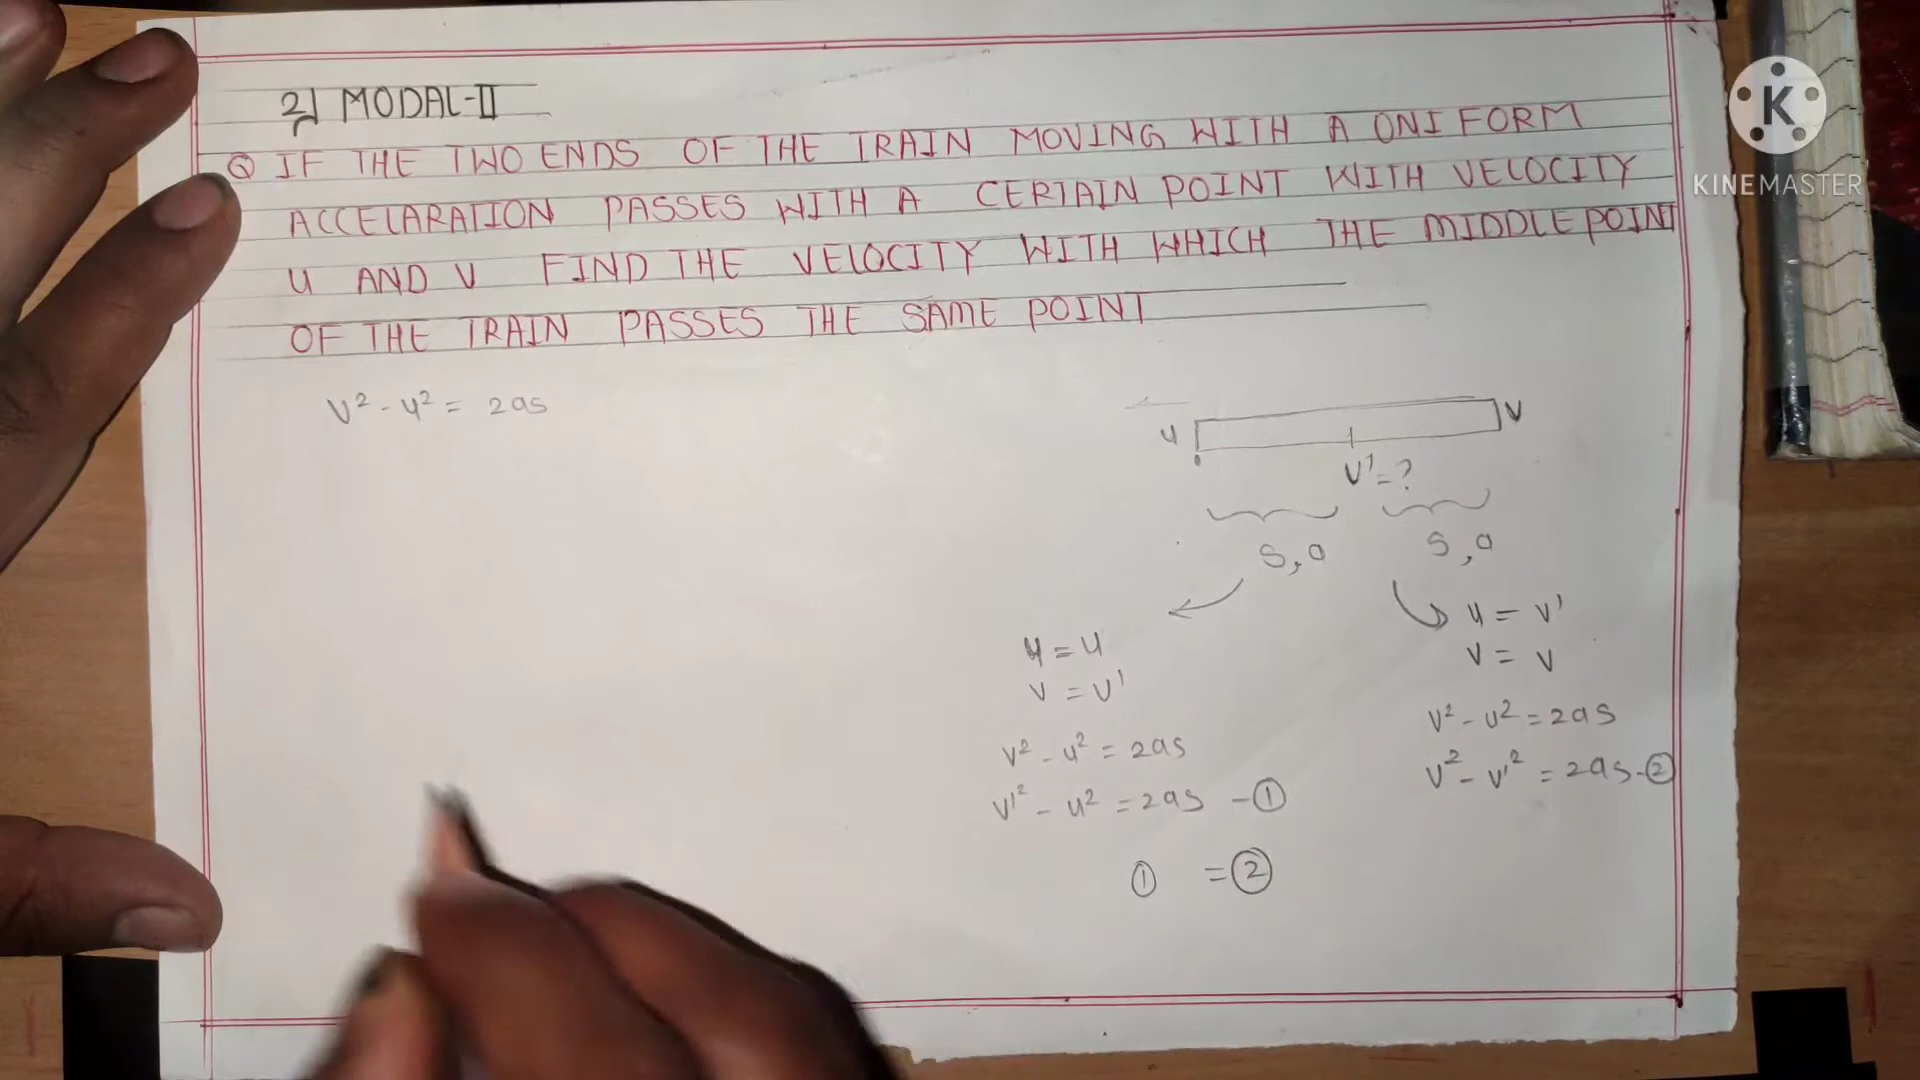 2) MODAL-II
Q IF THE TWO ENDS OF THE TRAIN MOVING WITH A ONIFORM
ACCELARATION PASSES WITH A CERTAIN POINT WITH VELOCITY
U AND V FIND THE VELOCITY WITH WHICH THE MIDDLE POINT
OF THE TRAIN PASSES THE SAME POINT
V² - u² = 2as
u
V
V' = ?
S, a
S, a
u = u
V = V'
V² - u² = 2as
V'² - u² = 2as - ①
u = V'
V = V
V² - u² = 2as
V² - V'² = 2as - ②
① = ②
K
KINEMASTER